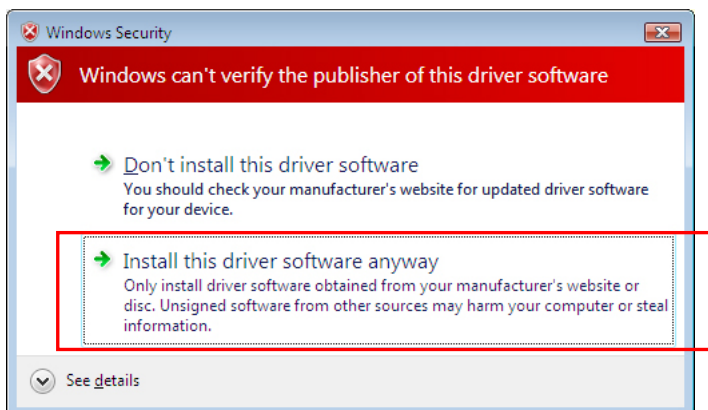 Windows Security
Windows can't verify the publisher of this driver software
Don't install this driver software
You should check your manufacturer's website for updated driver software
for your device.
Install this driver software anyway
Only install driver software obtained from your manufacturer's website or
disc. Unsigned software from other sources may harm your computer or steal
information.
See details